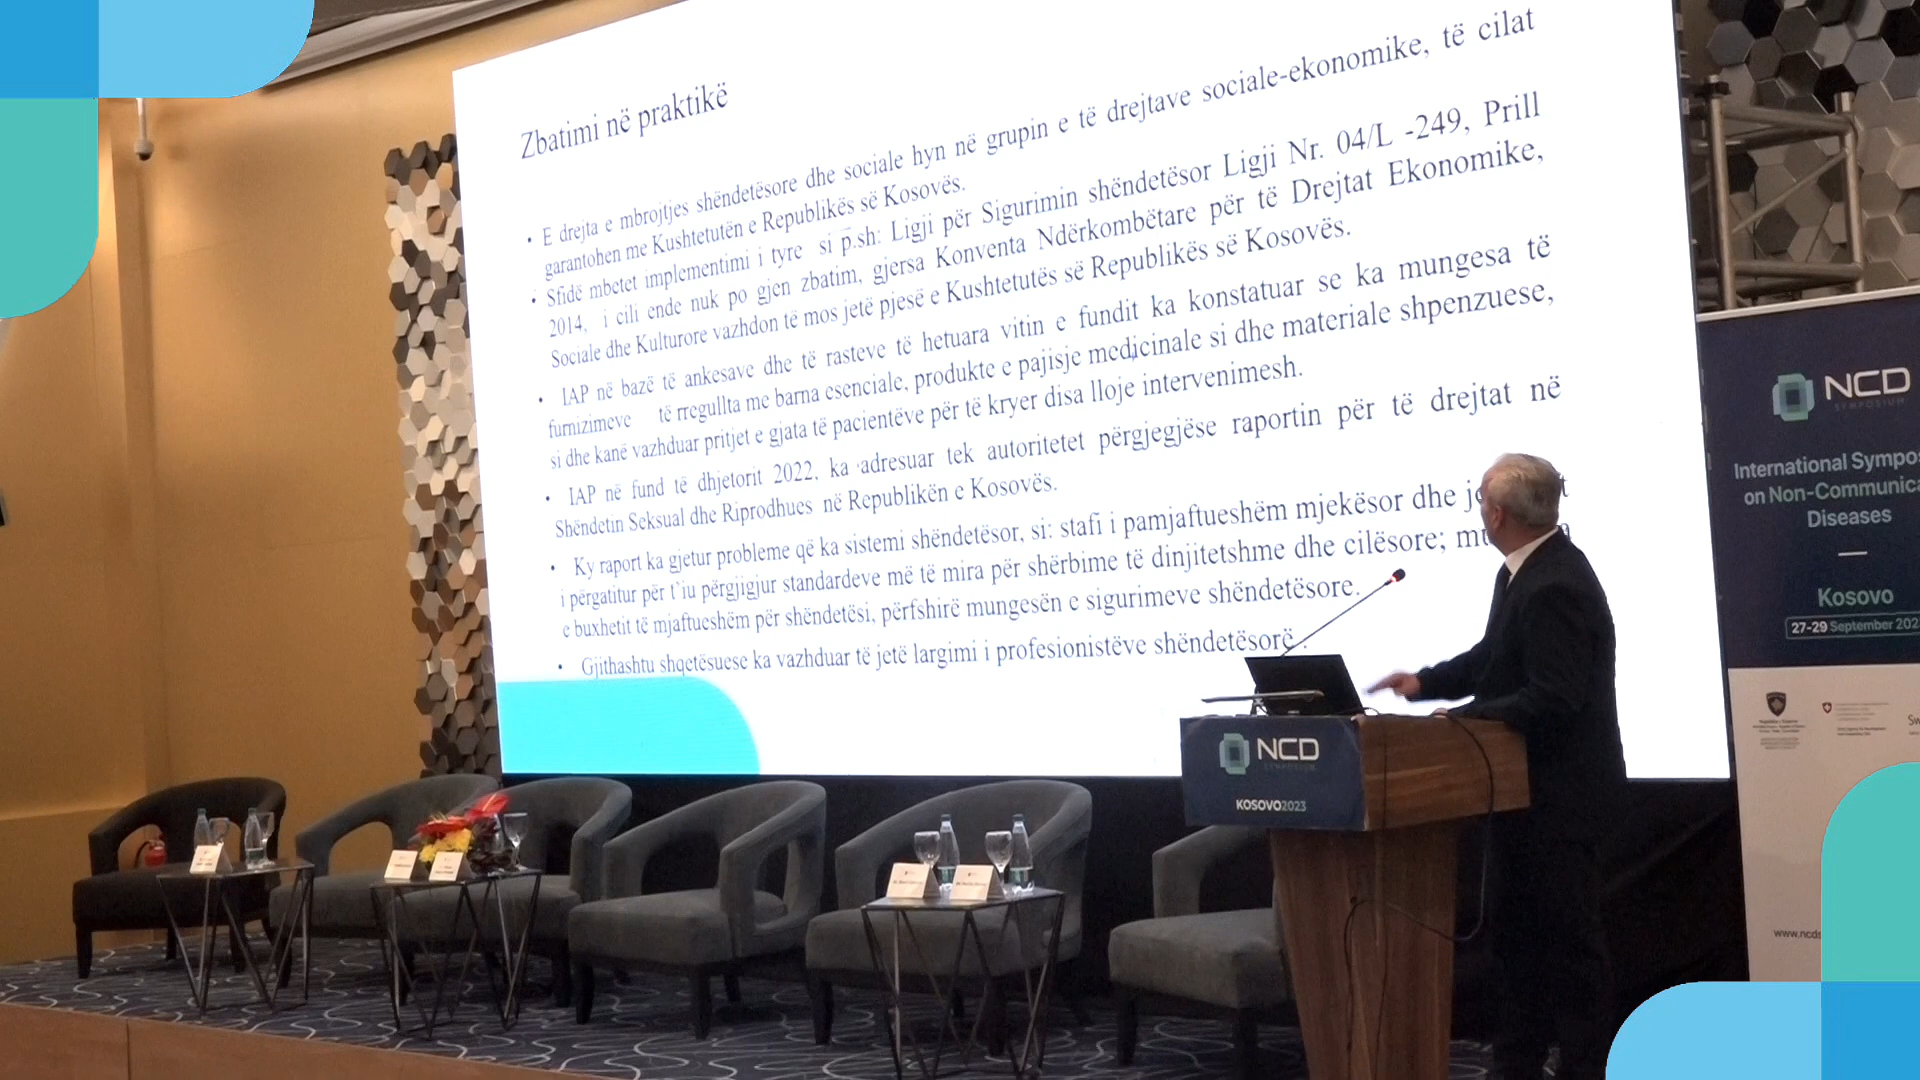 Zbatimi në praktikë
• E drejta e mbrojtjes shëndetësore dhe sociale hyn në grupin e të drejtave sociale-ekonomike, të cilat
garantohen me Kushtetutën e Republikës së Kosovës.
• Sfidë mbetet implementimi i tyre si p.sh: Ligji për Sigurimin shëndetësor Ligji Nr. 04/L -249, Prill
2014, i cili ende nuk po gjen zbatim, gjersa Konventa Ndërkombëtare për të Drejtat Ekonomike,
Sociale dhe Kulturore vazhdon të mos jetë pjesë e Kushtetutës së Republikës së Kosovës.
• IAP në bazë të ankesave dhe të rasteve të hetuara vitin e fundit ka konstatuar se ka mungesa të
furnizimeve të rregullta me barna esenciale, produkte e pajisje medicinale si dhe materiale shpenzuese,
si dhe kanë vazhduar pritjet e gjata të pacientëve për të kryer disa lloje intervenimesh.
• IAP në fund të dhjetorit 2022, ka adresuar tek autoritetet përgjegjëse raportin për të drejtat në
Shëndetin Seksual dhe Riprodhues në Republikën e Kosovës.
• Ky raport ka gjetur probleme që ka sistemi shëndetësor, si: stafi i pamjaftueshëm mjekësor dhe
i përgatitur për t`iu përgjigjur standardeve më të mira për shërbime të dinjitetshme dhe cilësore;
e buxhetit të mjaftueshëm për shëndetësi, përfshirë mungesën e sigurimeve shëndetësore.
• Gjithashtu shqetësuese ka vazhduar të jetë largimi i profesionistëve shëndetësorë .
NCD
SYMPOSIUM
KOSOVO2023
NCD
SYMPOSIUM
International Sympo
on Non-Communica
Diseases
Kosovo
27-29 September 202
www.ncds